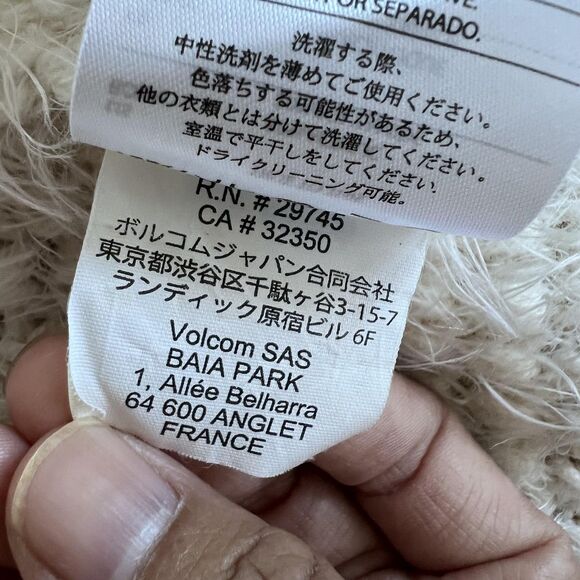 OR SEPARADO.
洗濯する際、
中性洗剤を薄めてご使用ください。
色落ちする可能性があるため、
他の衣類とは分けて洗濯してください。
室温で平干しをしてください。
ドライクリーニング可能。
R.N. # 29745
CA # 32350
ボルコムジャパン合同会社
東京都渋谷区千駄ヶ谷3-15-7
ランディック原宿ビル 6F
Volcom SAS
BAIA PARK
1, Allée Belharra
64 600 ANGLET
FRANCE